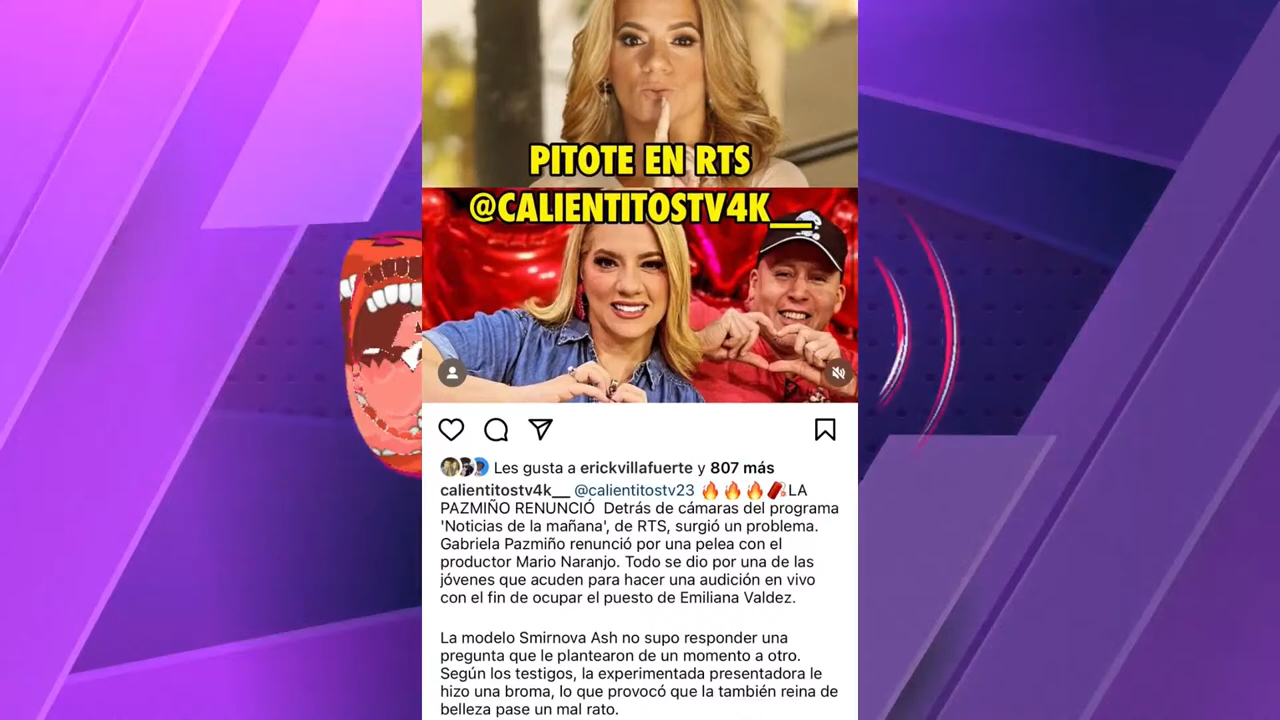 PITOTE EN RTS
@CALIENTITOSTV4K__
Les gusta a erickvillafuerte y 807 más
calientitostv4k__ @calientitostv23 🔥🔥🔥🧨LA
PAZMIÑO RENUNCIÓ Detrás de cámaras del programa
'Noticias de la mañana', de RTS, surgió un problema.
Gabriela Pazmiño renunció por una pelea con el
productor Mario Naranjo. Todo se dio por una de las
jóvenes que acuden para hacer una audición en vivo
con el fin de ocupar el puesto de Emiliana Valdez.
La modelo Smirnova Ash no supo responder una
pregunta que le plantearon de un momento a otro.
Según los testigos, la experimentada presentadora le
hizo una broma, lo que provocó que la también reina de
belleza pase un mal rato.